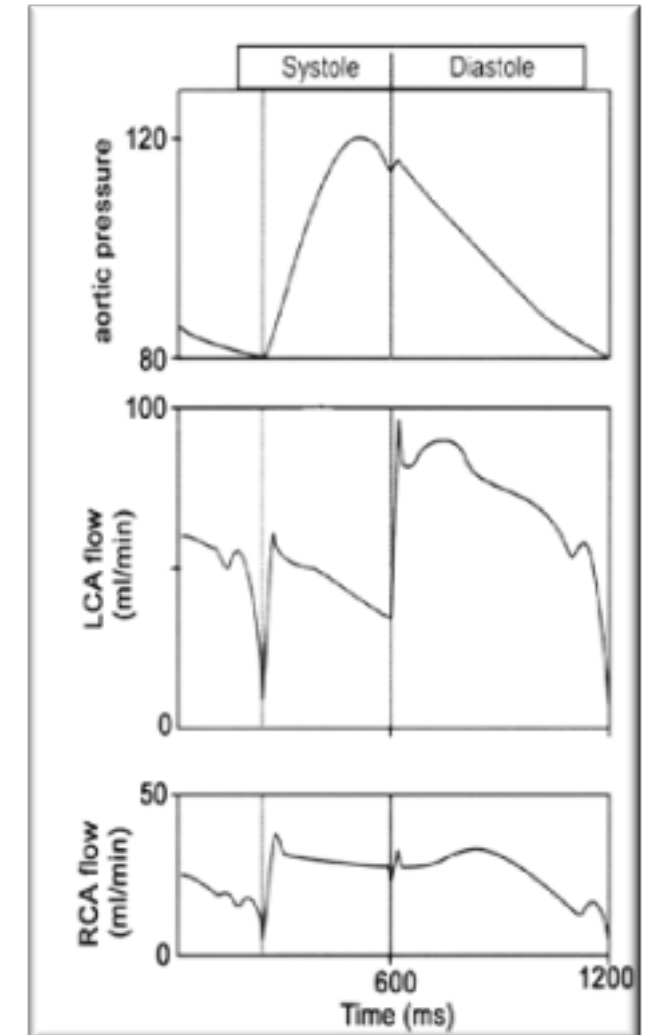 Systole Diastole
120
aortic pressure
80
100
LCA flow
(ml/min)
0
50
RCA flow
(ml/min)
0
600 1200
Time (ms)